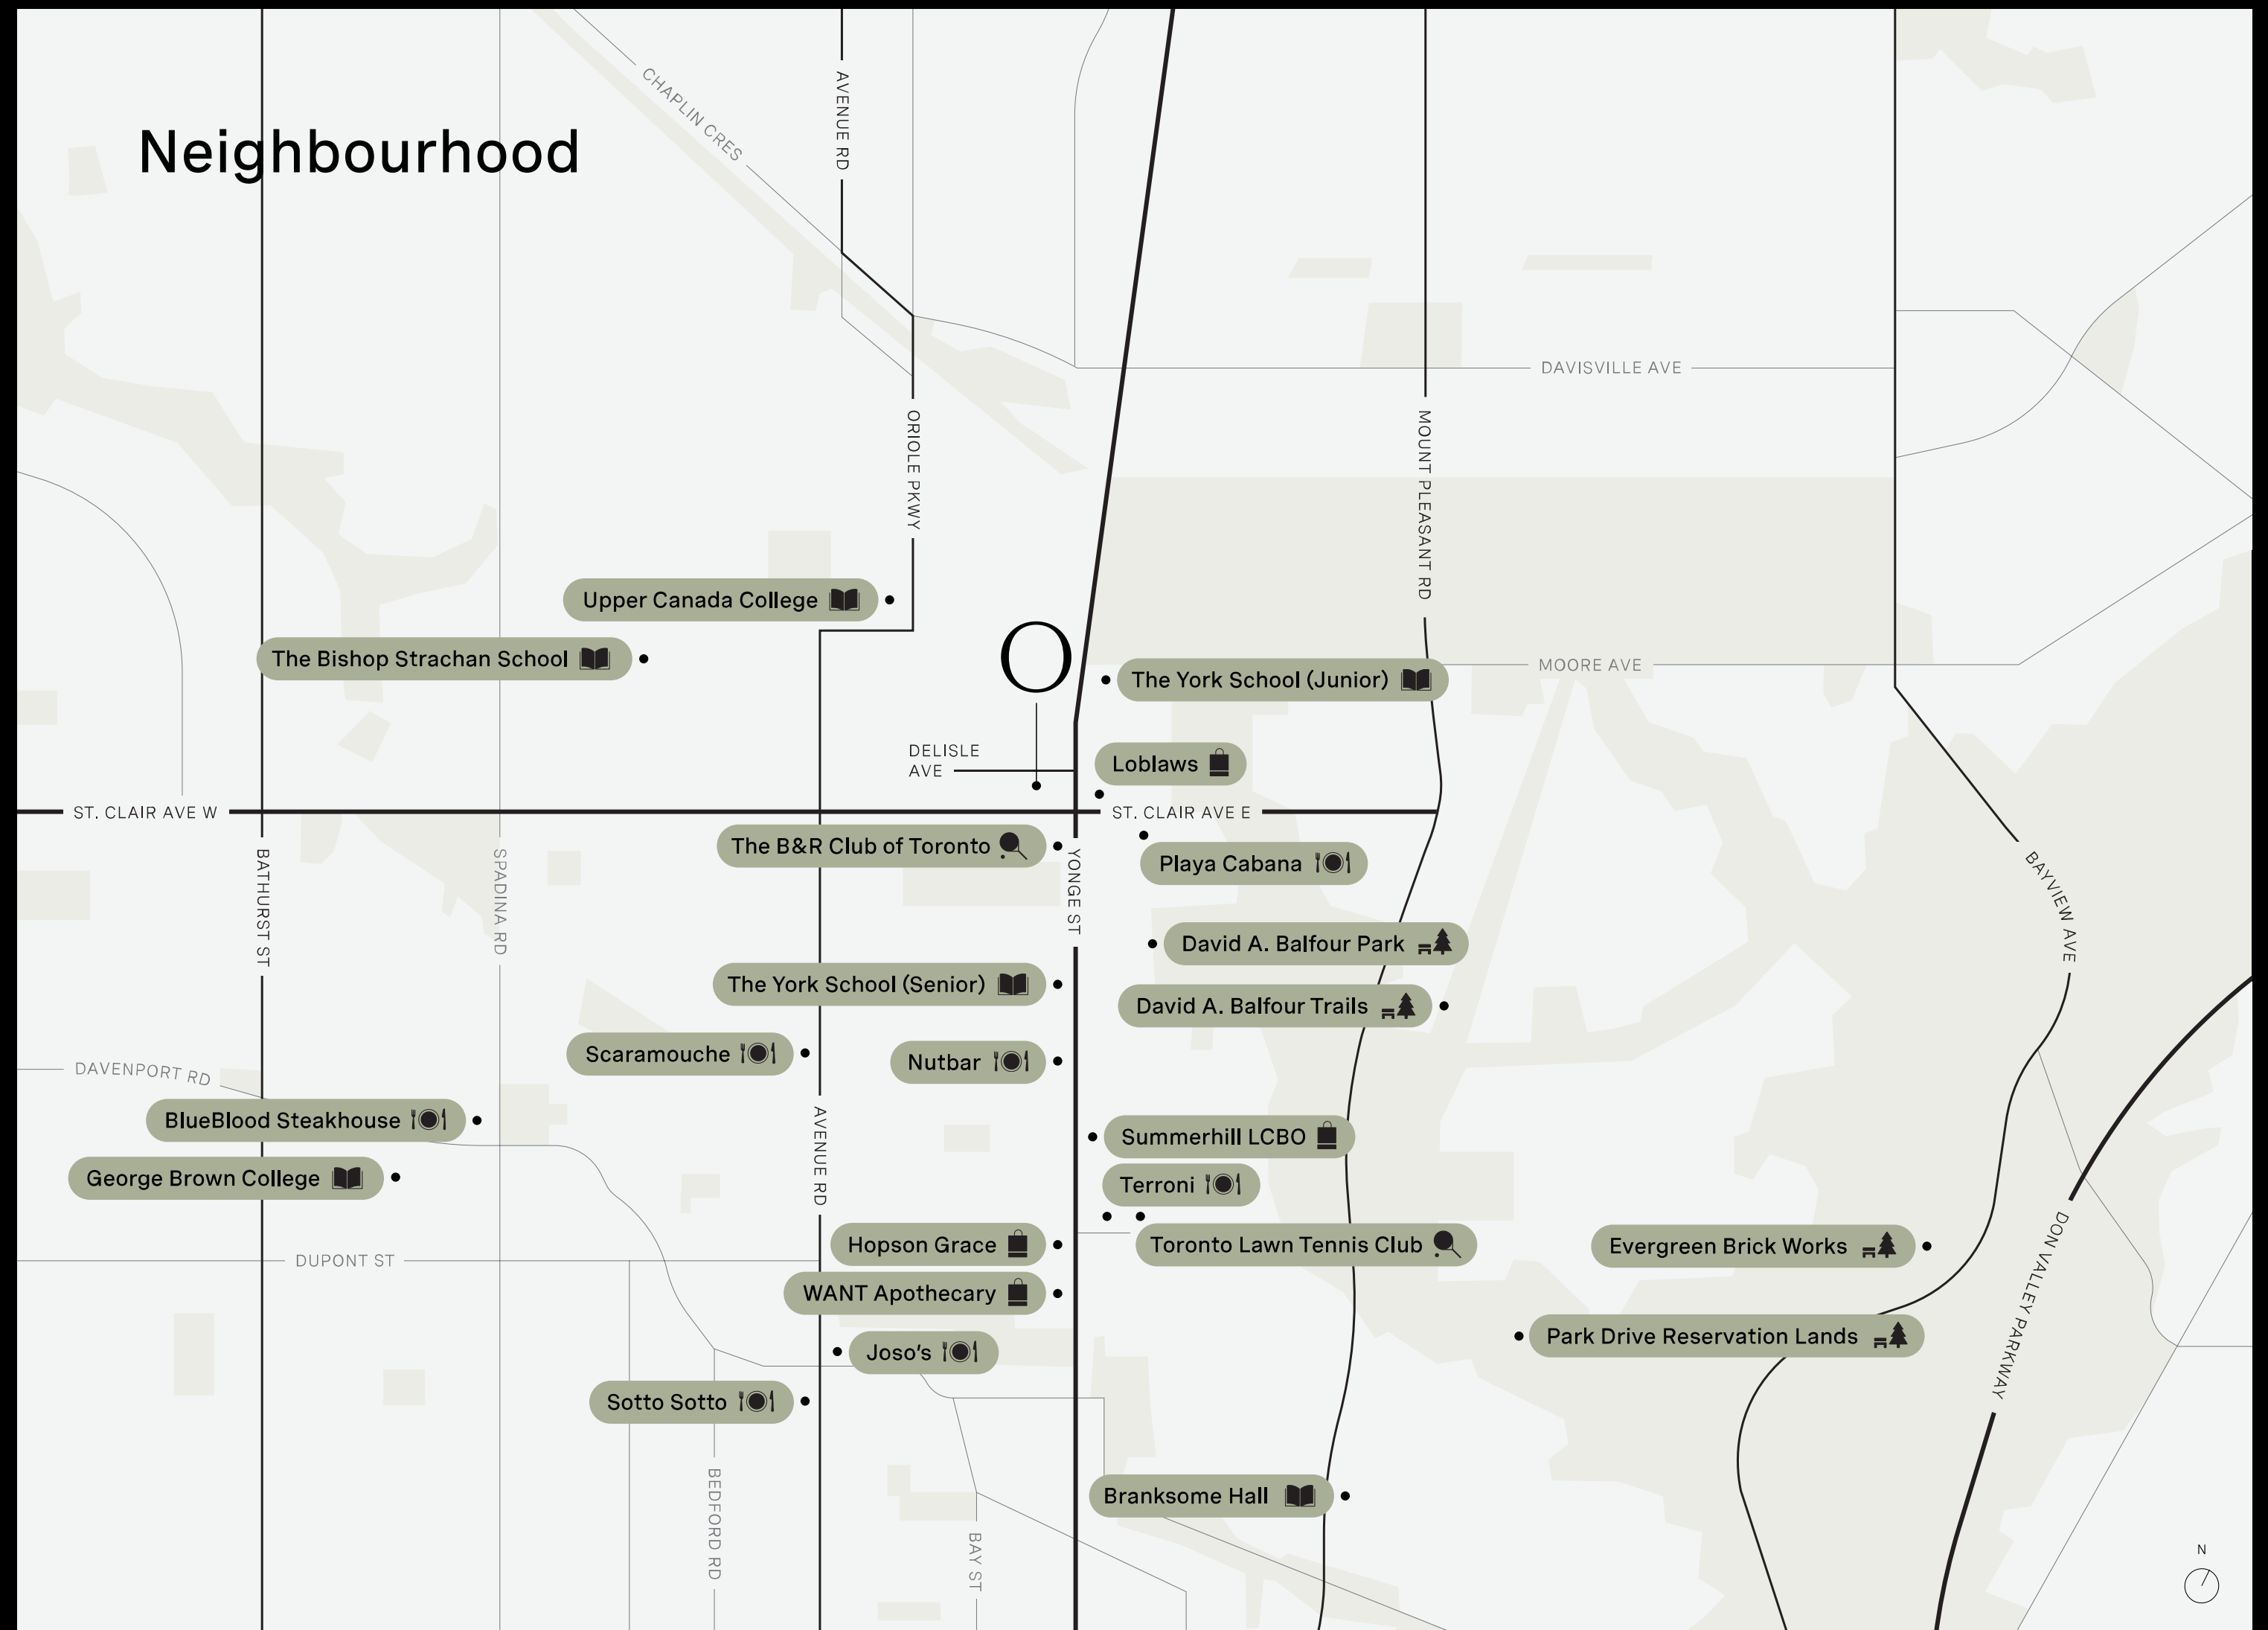 Neighbourhood
CHAPLIN CRES
AVENUE RD
DAVISVILLE AVE
ORIOLE PKWY
MOUNT PLEASANT RD
Upper Canada College
The Bishop Strachan School
O
The York School (Junior)
MOORE AVE
DELISLE
AVE
Loblaws
ST. CLAIR AVE W
ST. CLAIR AVE E
The B&R Club of Toronto
Playa Cabana
BATHURST ST
SPADINA RD
YONGE ST
BAYVIEW AVE
David A. Balfour Park
The York School (Senior)
David A. Balfour Trails
Scaramouche
Nutbar
DAVENPORT RD
BlueBlood Steakhouse
AVENUE RD
Summerhill LCBO
George Brown College
Terroni
Hopson Grace
Toronto Lawn Tennis Club
Evergreen Brick Works
DON VALLEY PARKWAY
DUPONT ST
WANT Apothecary
Park Drive Reservation Lands
Joso's
Sotto Sotto
BEDFORD RD
Branksome Hall
BAY ST
N